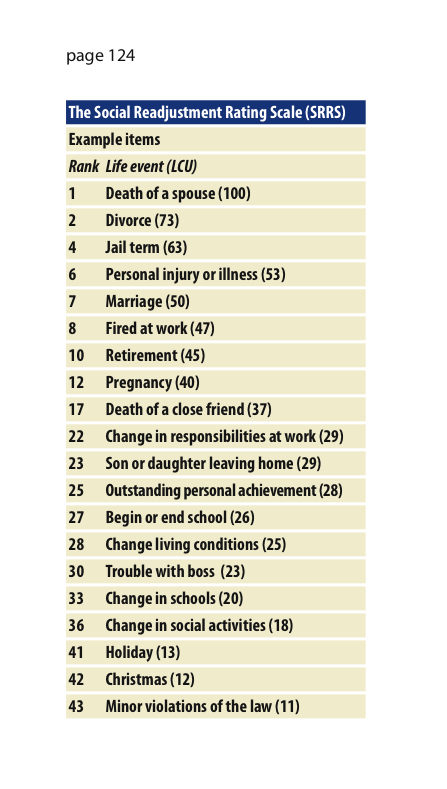 page 124
The Social Readjustment Rating Scale (SRRS)
Example items
Rank Life event (LCU)
1 Death of a spouse (100)
2 Divorce (73)
4 Jail term (63)
6 Personal injury or illness (53)
7 Marriage (50)
8 Fired at work (47)
10 Retirement (45)
12 Pregnancy (40)
17 Death of a close friend (37)
22 Change in responsibilities at work (29)
23 Son or daughter leaving home (29)
25 Outstanding personal achievement (28)
27 Begin or end school (26)
28 Change living conditions (25)
30 Trouble with boss (23)
33 Change in schools (20)
36 Change in social activities (18)
41 Holiday (13)
42 Christmas (12)
43 Minor violations of the law (11)